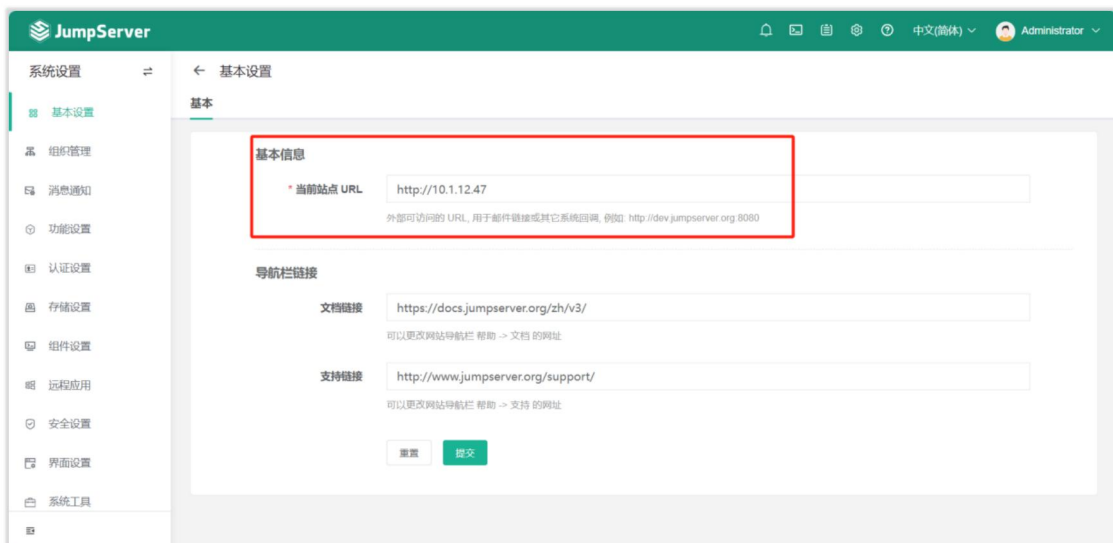 JumpServer
中文(简体)
Administrator
系统设置
基本设置
基本设置
基本
组织管理
消息通知
功能设置
认证设置
存储设置
组件设置
远程应用
安全设置
界面设置
系统工具
基本信息
* 当前站点 URL
http://10.1.12.47
外部可访问的 URL, 用于邮件链接或其它系统回调, 例如: http://dev.jumpserver.org:8080
导航栏链接
文档链接
https://docs.jumpserver.org/zh/v3/
可以更改网站导航栏 帮助 -> 文档 的网址
支持链接
http://www.jumpserver.org/support/
可以更改网站导航栏 帮助 -> 支持 的网址
重置
提交